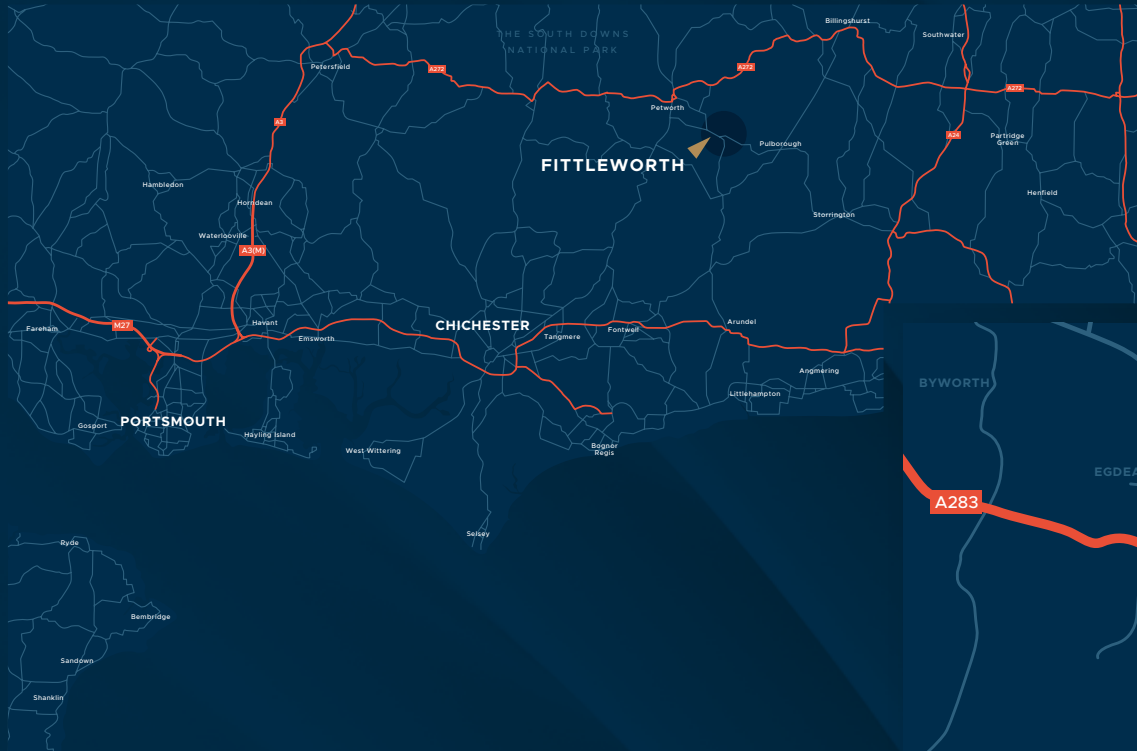 Billingshurst
THE SOUTH DOWNS
NATIONAL PARK
Southwater
Petersfield
A272
A272
A272
Petworth
A3
A24
Partridge
Green
Pulborough
FITTLEWORTH
Hambledon
Henfield
Horndean
Storrington
Waterlooville
A3(M)
M27
Havant
CHICHESTER
Arundel
Fareham
Emsworth
Tangmere
Fontwell
Angmering
BYWORTH
Littlehampton
PORTSMOUTH
Gosport
Hayling Island
West Wittering
Bognor
Regis
EGDEA
A283
Selsey
Ryde
Bembridge
Sandown
Shanklin